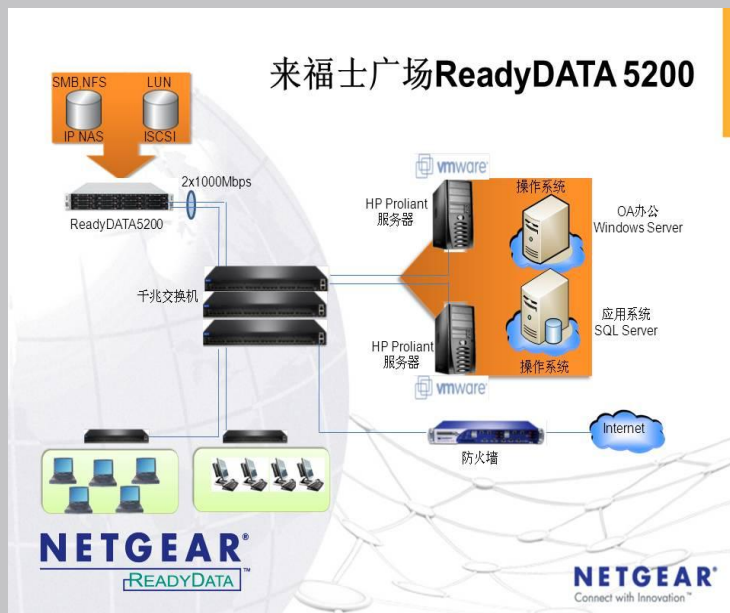 来福士广场ReadyDATA 5200
SMB,NFS
LUN
IP NAS
ISCSI
2x1000Mbps
ReadyDATA5200
千兆交换机
vmware
HP Proliant
服务器
操作系统
OA办公
Windows Server
应用系统
SQL Server
HP Proliant
服务器
操作系统
vmware
防火墙
Internet
NETGEAR®
READYDATA™
NETGEAR®
Connect with Innovation™